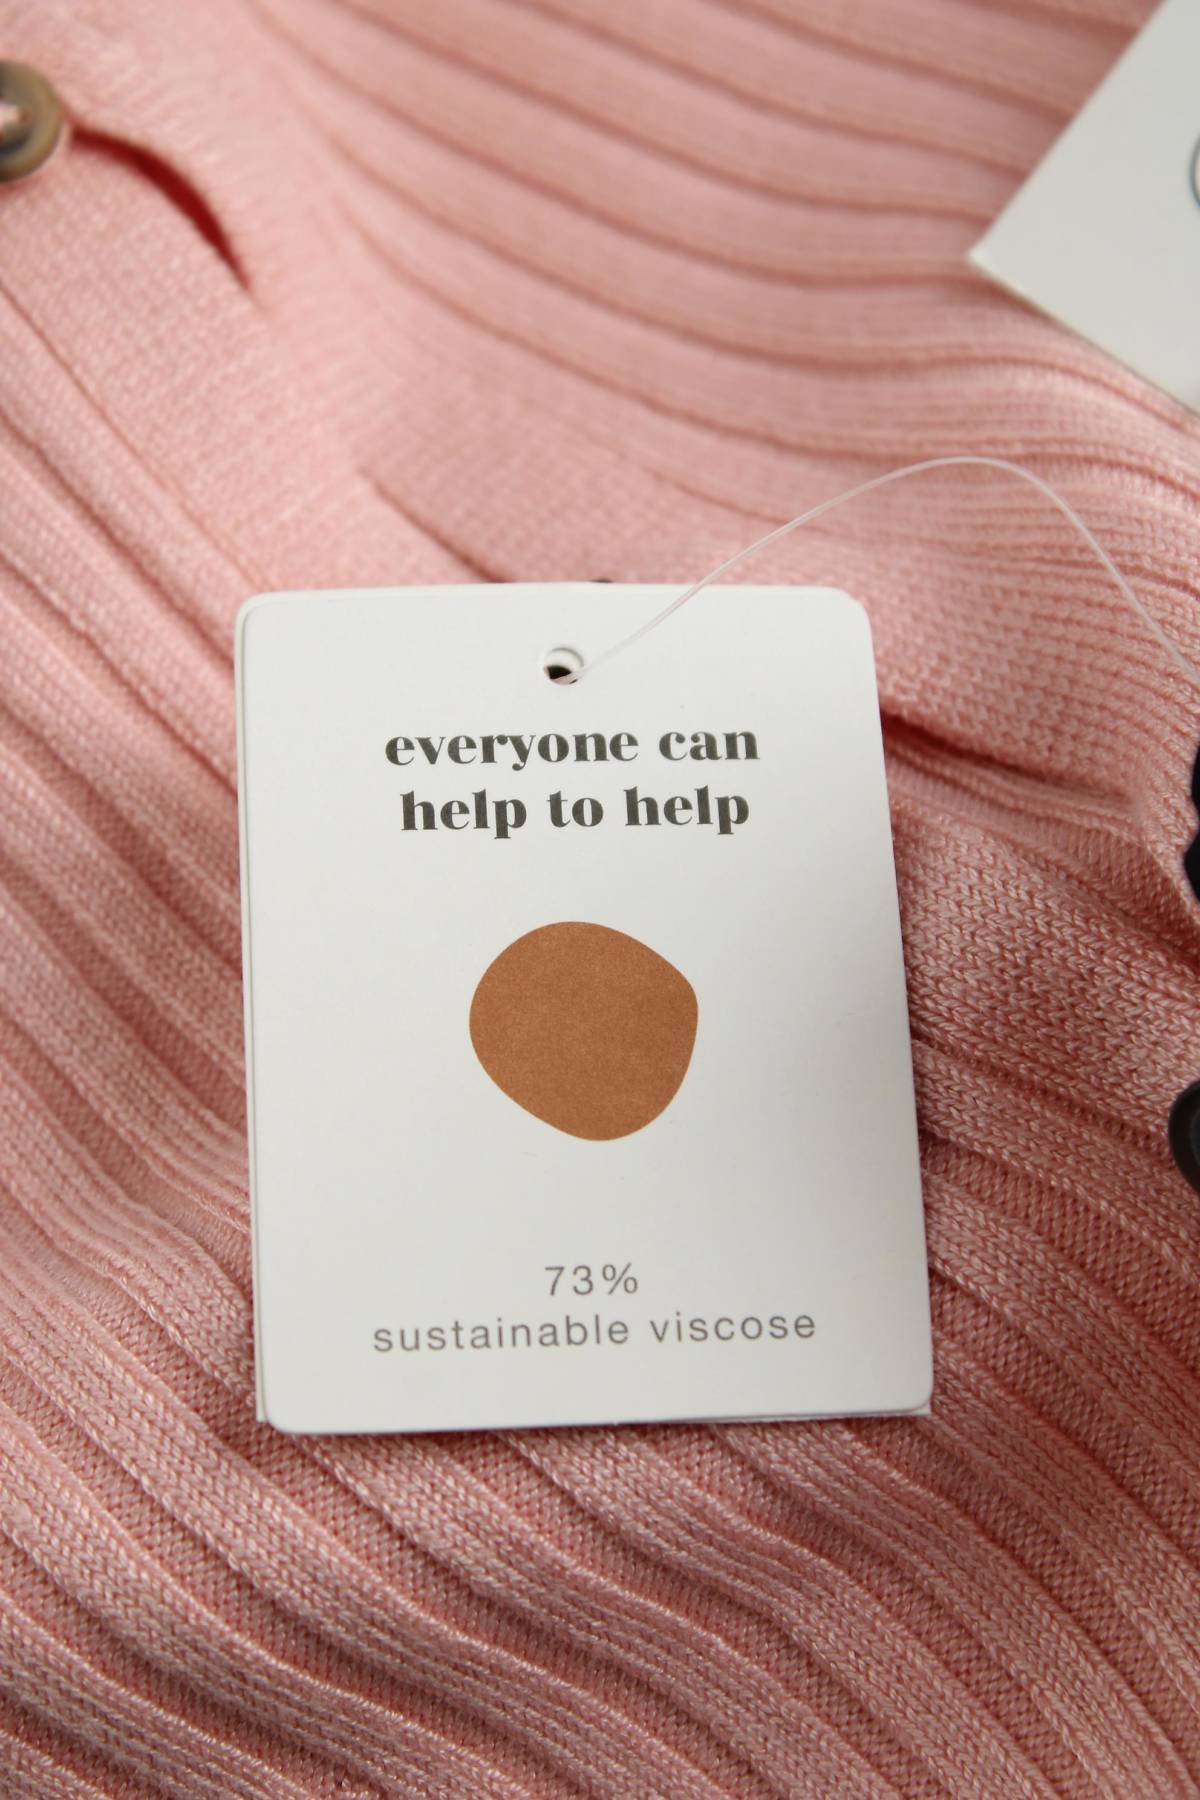 everyone can
help to help
73%
sustainable viscose